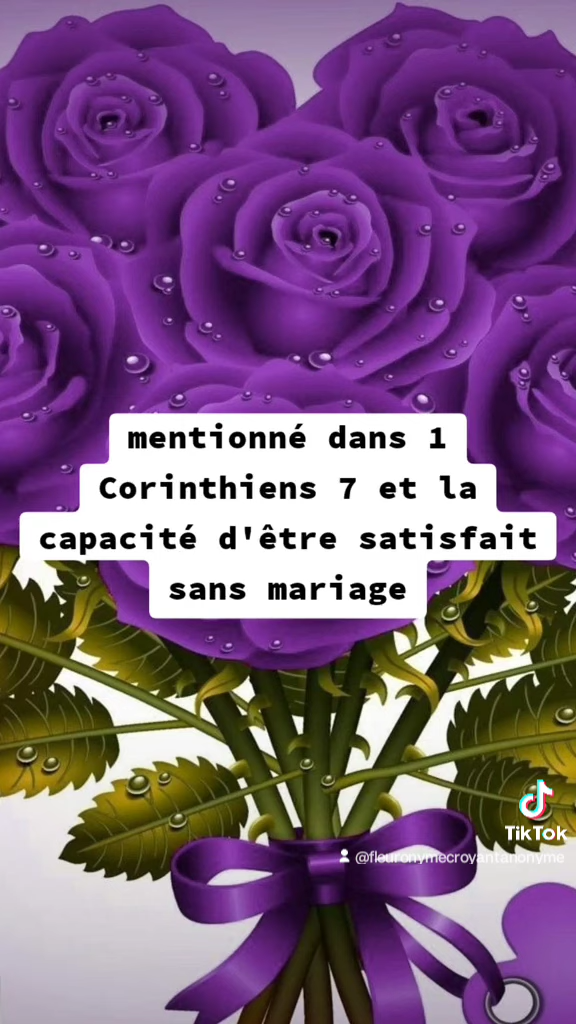 mentionné dans 1
Corinthiens 7 et la
capacité d'être satisfait
sans mariage
TikTok
@fleuronymecroyantanonyme